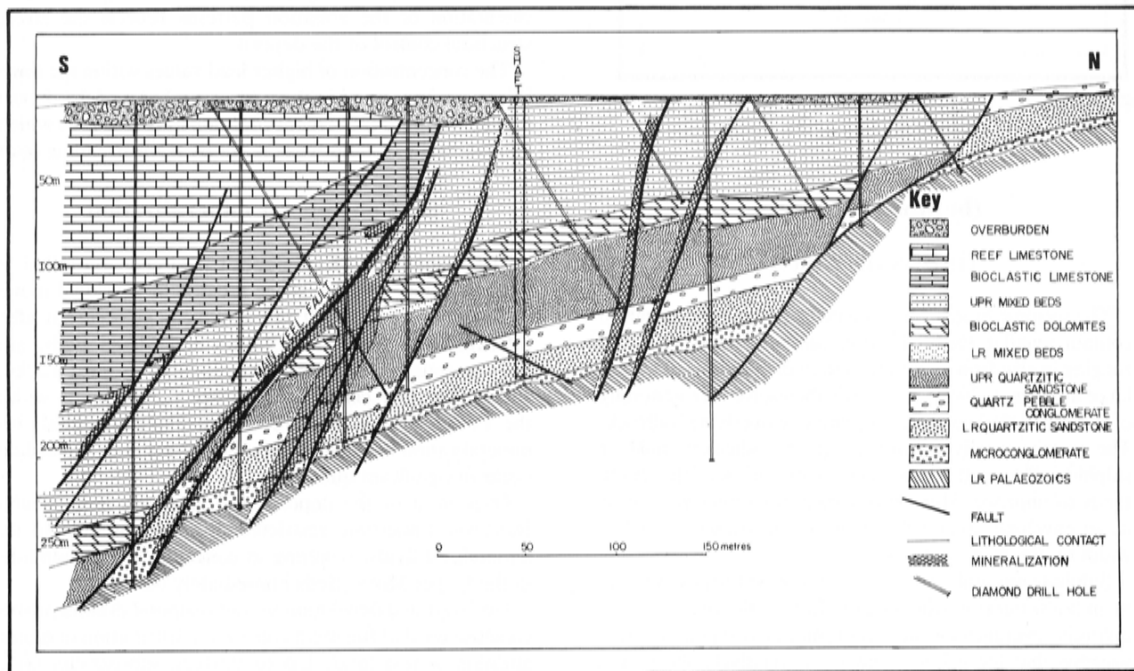 S
SHAFT
N
50m
100m
150m
200m
250m
MAIN KEEL FAULT
0 50 100 150 metres
Key
OVERBURDEN
REEF LIMESTONE
BIOCLASTIC LIMESTONE
UPR MIXED BEDS
BIOCLASTIC DOLOMITES
LR MIXED BEDS
UPR QUARTZITIC
SANDSTONE
QUARTZ PEBBLE
CONGLOMERATE
LR QUARTZITIC SANDSTONE
MICROCONGLOMERATE
LR PALAEOZOICS
FAULT
LITHOLOGICAL CONTACT
MINERALIZATION
DIAMOND DRILL HOLE